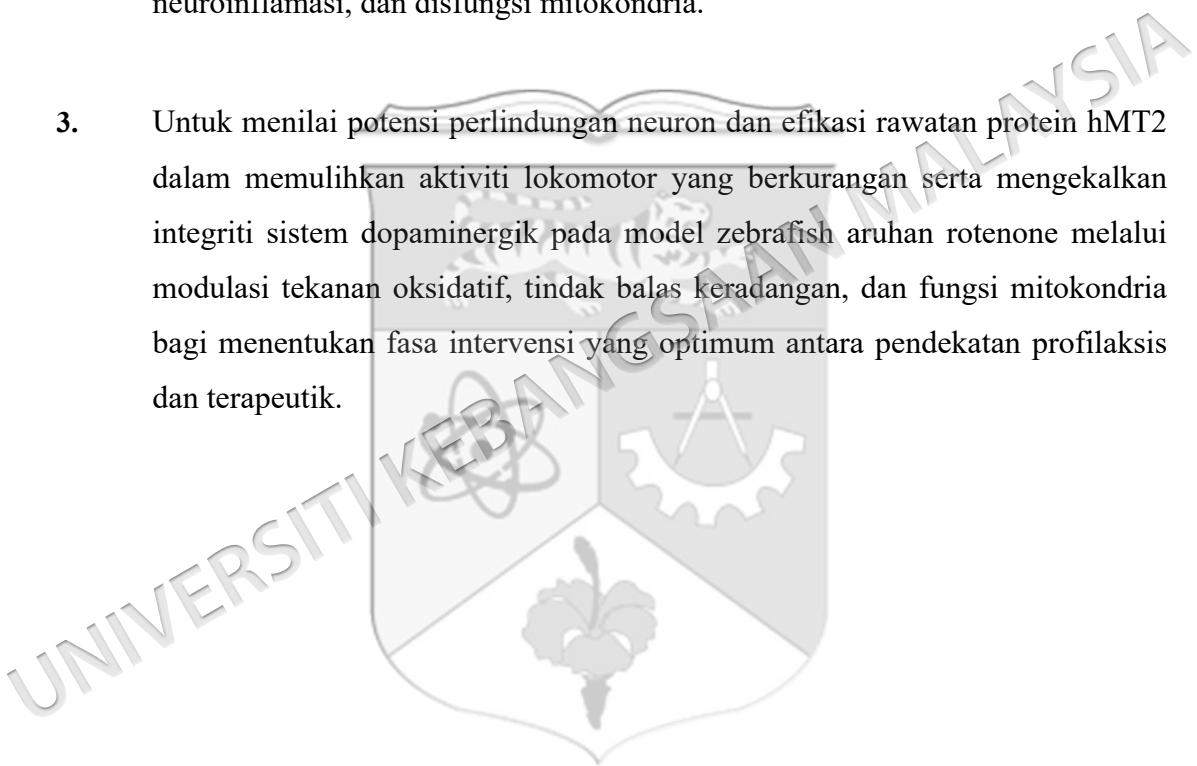 neuroinflamasi, dan disfungsi mitokondria.
3. Untuk menilai potensi perlindungan neuron dan efikasi rawatan protein hMT2
dalam memulihkan aktiviti lokomotor yang berkurangan serta mengekalkan
integriti sistem dopaminergik pada model zebrafish aruhan rotenone melalui
modulasi tekanan oksidatif, tindak balas keradangan, dan fungsi mitokondria
bagi menentukan fasa intervensi yang optimum antara pendekatan profilaksis
dan terapeutik.
UNIVERSITI KEBANGSAAN MALAYSIA